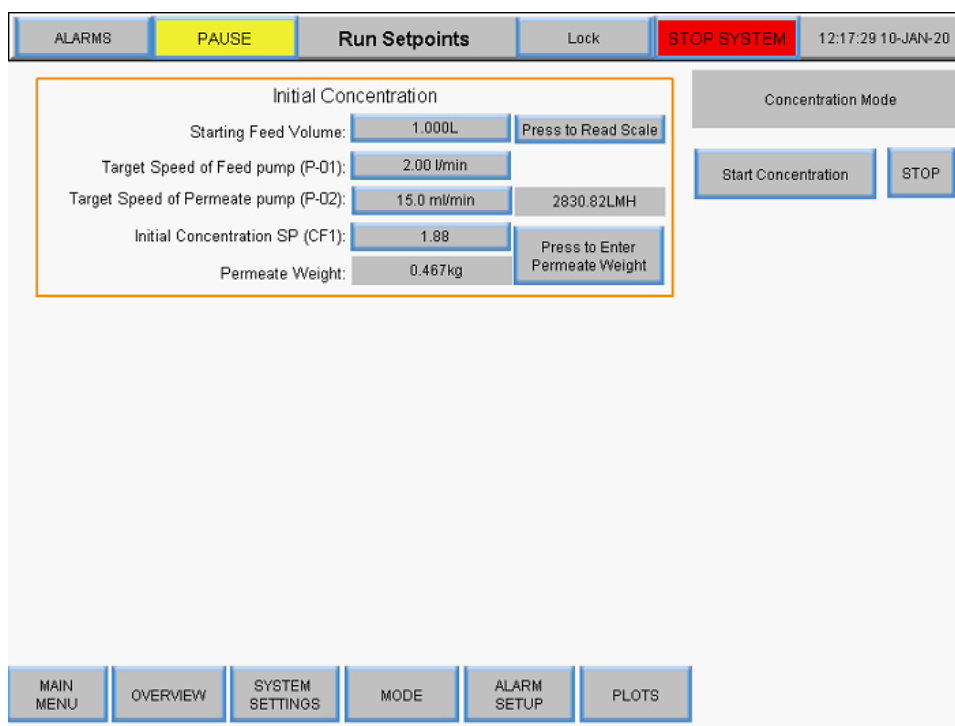 ALARMS PAUSE Run Setpoints Lock STOP SYSTEM 12:17:29 10-JAN-20
Initial Concentration
Starting Feed Volume: 1.000L Press to Read Scale
Target Speed of Feed pump (P-01): 2.00 l/min
Target Speed of Permeate pump (P-02): 15.0 ml/min 2830.82LMH
Initial Concentration SP (CF1): 1.88
Permeate Weight: 0.467kg
Press to Enter
Permeate Weight
Concentration Mode
Start Concentration STOP
MAIN
MENU
OVERVIEW
SYSTEM
SETTINGS
MODE
ALARM
SETUP
PLOTS